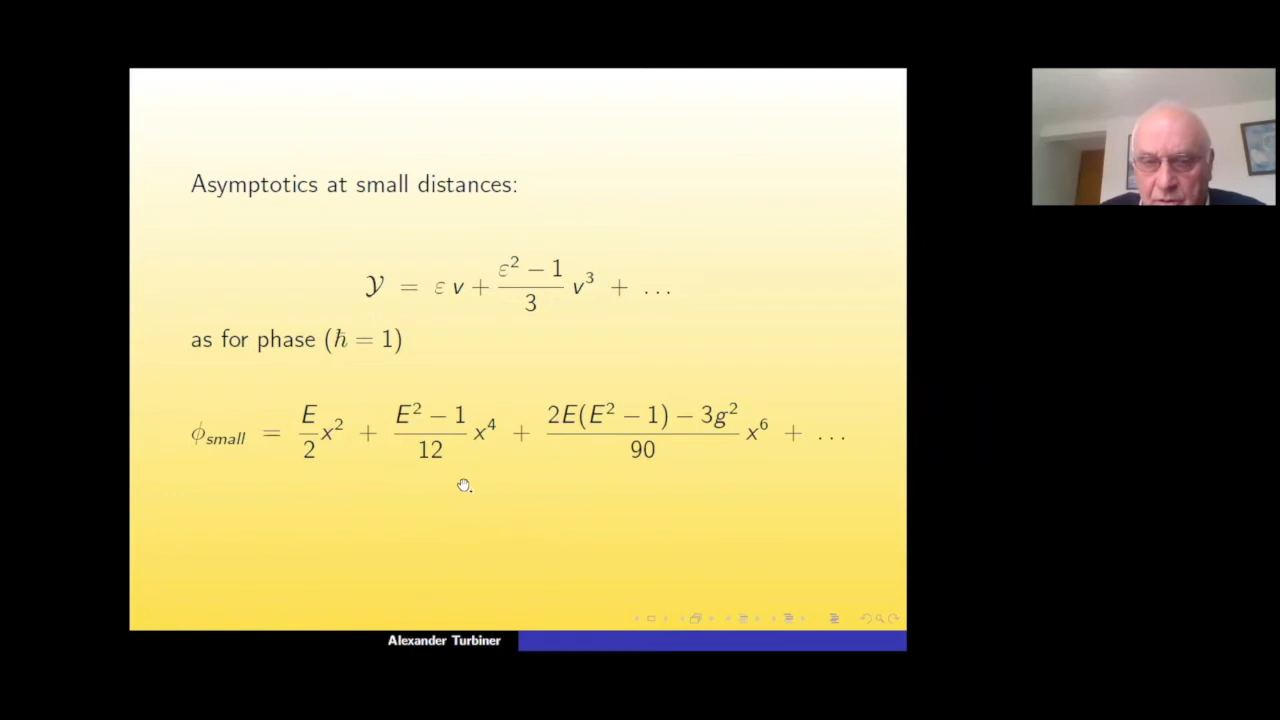 Asymptotics at small distances:
𝒴 = ε v + (ε² − 1)/3 v³ + ...
as for phase (ħ = 1)
ϕ_small = E/2 x² + (E² − 1)/12 x⁴ + (2E(E² − 1) − 3g²)/90 x⁶ + ...
Alexander Turbiner